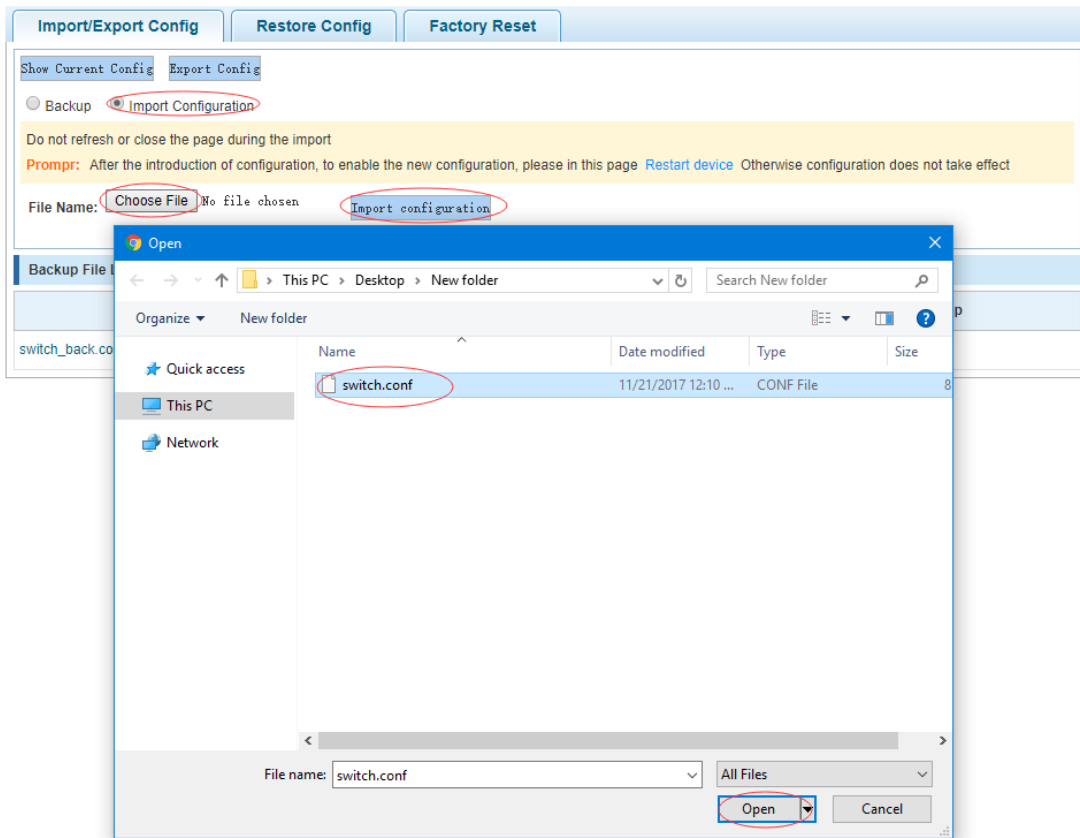 Import/Export Config Restore Config Factory Reset
Show Current Config Export Config
Backup Import Configuration
Do not refresh or close the page during the import
Prompr: After the introduction of configuration, to enable the new configuration, please in this page Restart device Otherwise configuration does not take effect
File Name: Choose File No file chosen Import configuration
Open
Backup File
This PC > Desktop > New folder Search New folder
Organize New folder
Name Date modified Type Size
switch_back.co
Quick access
switch.conf 11/21/2017 12:10 ... CONF File 8
This PC
Network
File name: switch.conf All Files
Open Cancel